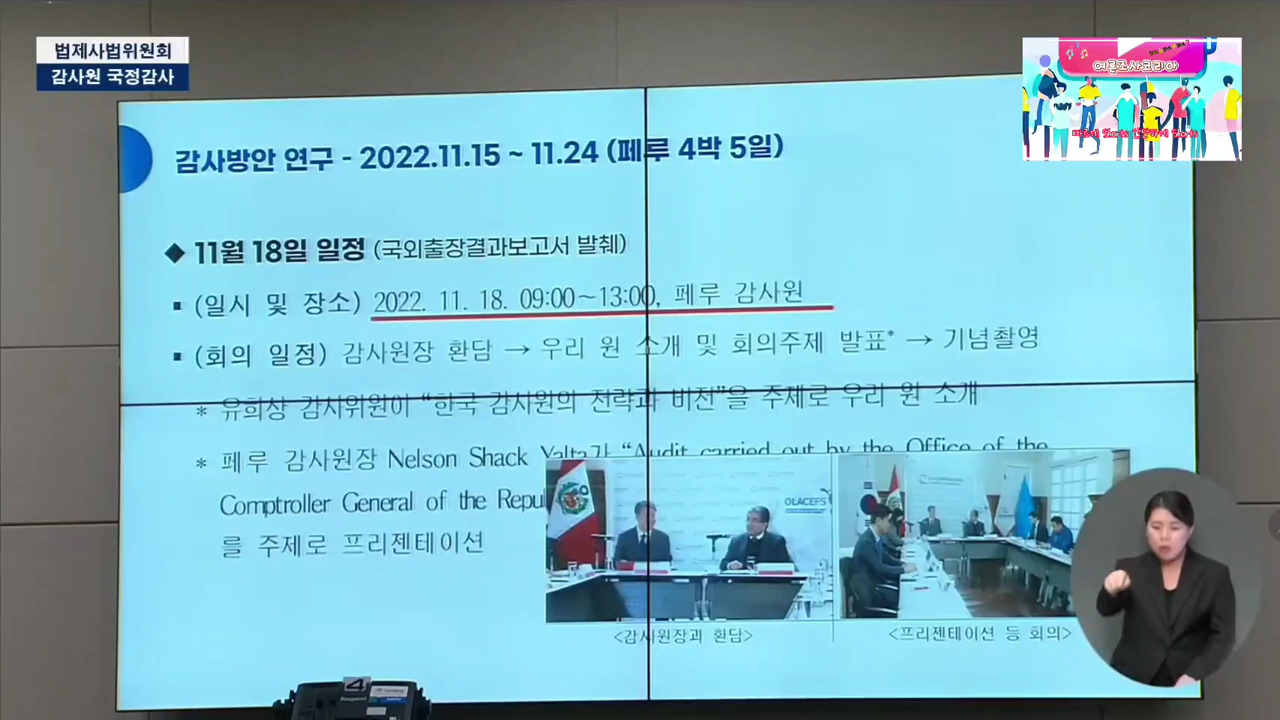 법제사법위원회
감사원 국정감사
여론조사코리아
감사방안 연구 - 2022.11.15 ~ 11.24 (페루 4박 5일)
◆ 11월 18일 일정 (국외출장결과보고서 발췌)
▪ (일시 및 장소) 2022. 11. 18. 09:00~13:00, 페루 감사원
▪ (회의 일정) 감사원장 환담 → 우리 원 소개 및 회의주제 발표* → 기념촬영
* 유희상 감사위원이 “한국 감사원의 전략과 비전”을 주제로 우리 원 소개
* 페루 감사원장 Nelson Shack Yalta가 “Audit carried out by the Office of the
Comptroller General of the Repu
를 주제로 프리젠테이션
OLACEFS
<감사원장과 환담>
<프리젠테이션 등 회의>
4